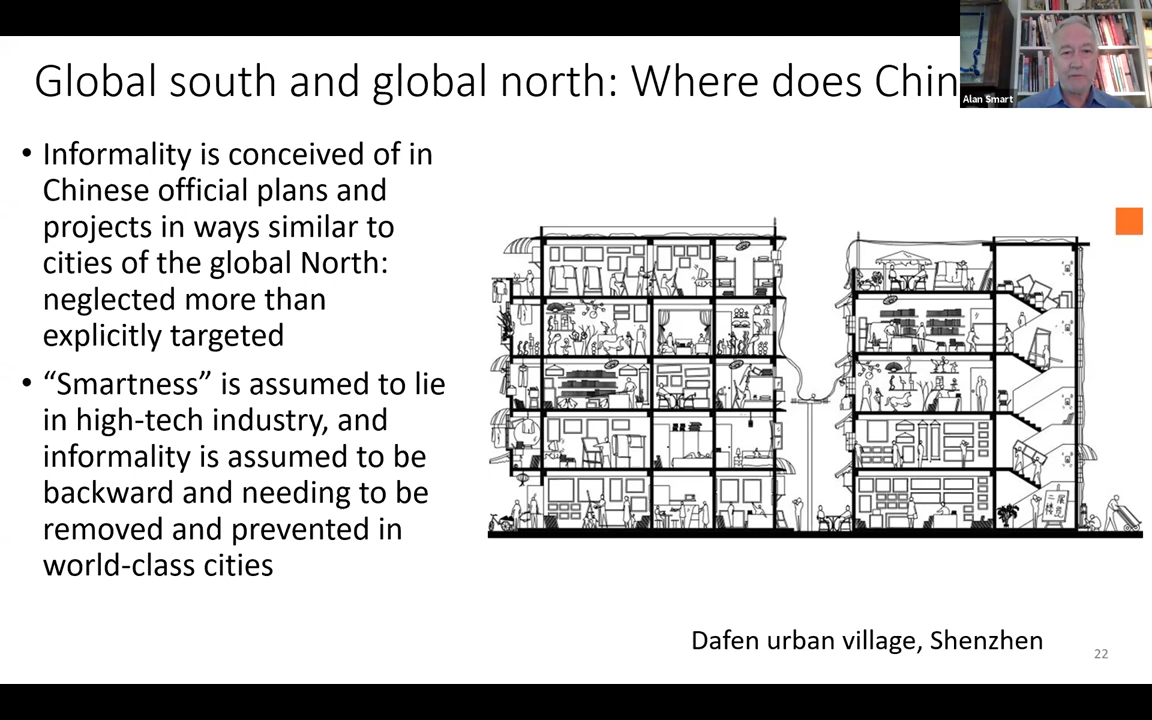 Global south and global north: Where does Chin
Alan Smart
• Informality is conceived of in
Chinese official plans and
projects in ways similar to
cities of the global North:
neglected more than
explicitly targeted
• “Smartness” is assumed to lie
in high-tech industry, and
informality is assumed to be
backward and needing to be
removed and prevented in
world-class cities
Dafen urban village, Shenzhen
22